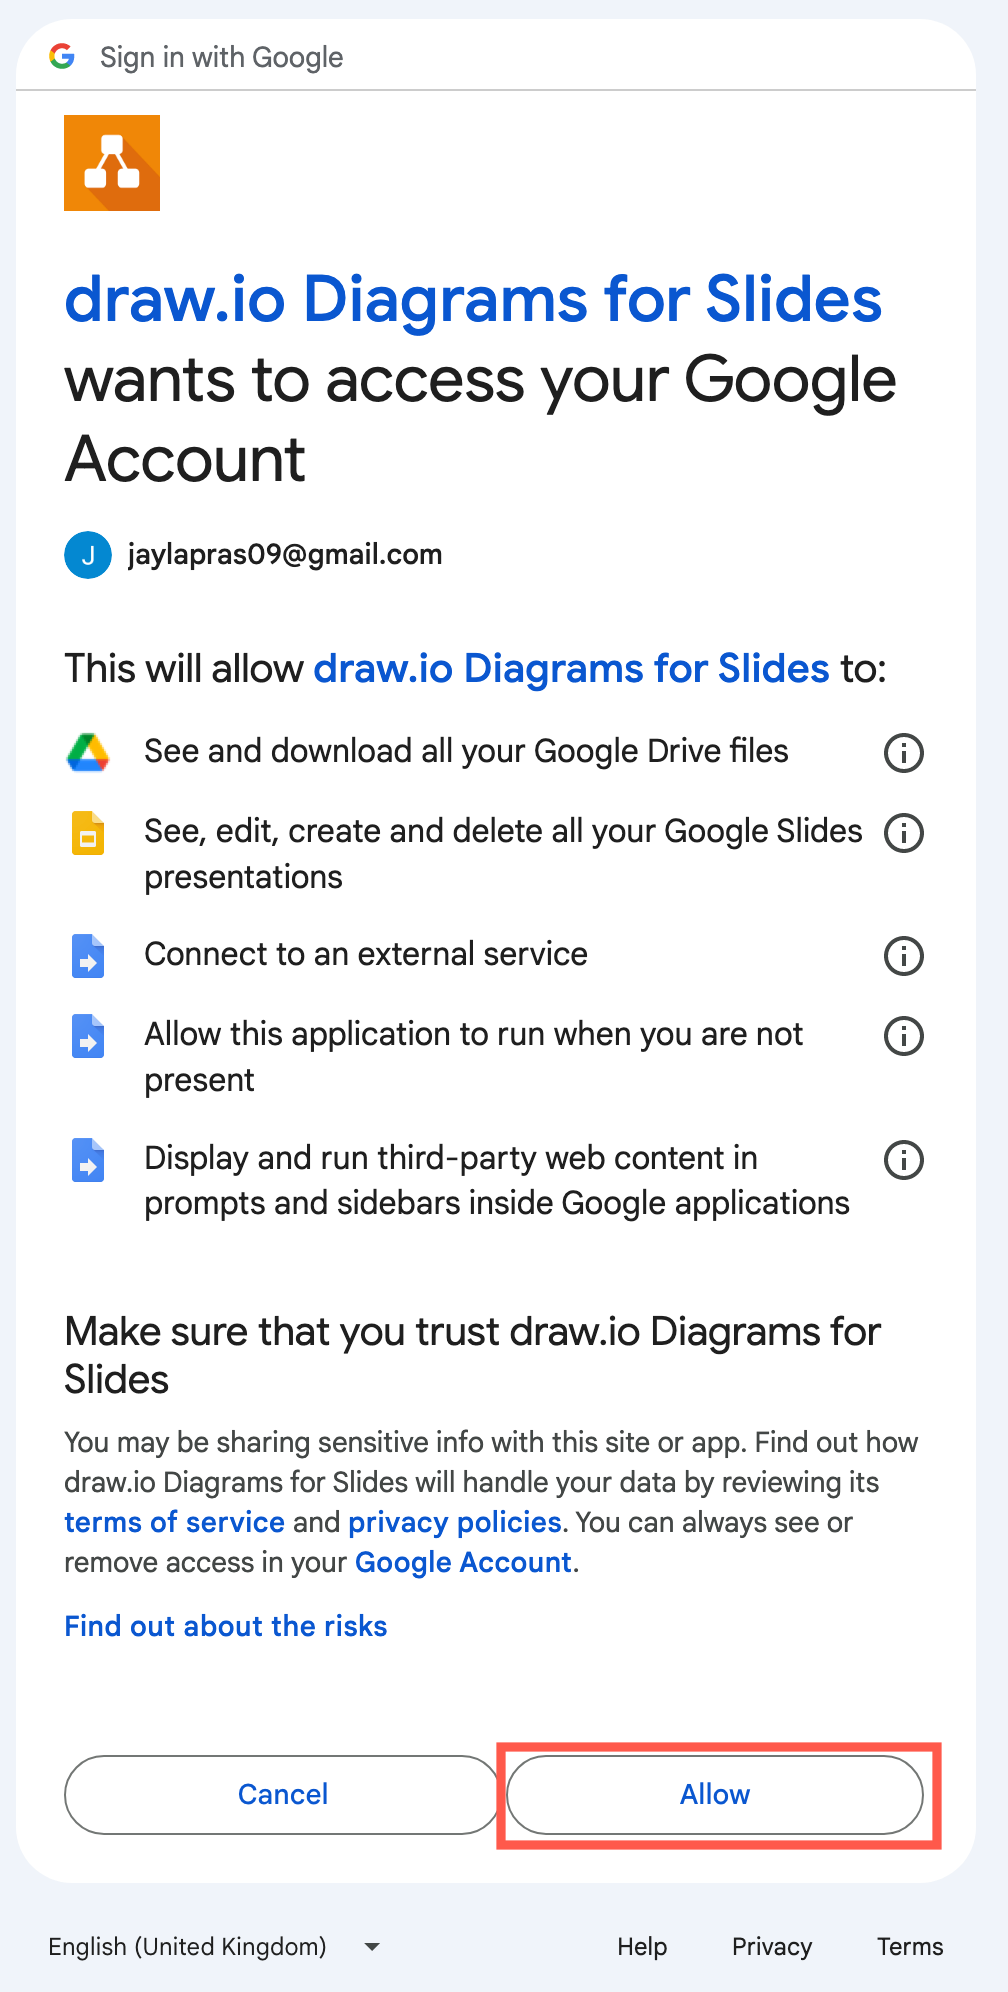 Sign in with Google
draw.io Diagrams for Slides
wants to access your Google
Account
J jaylapras09@gmail.com
This will allow draw.io Diagrams for Slides to:
See and download all your Google Drive files
See, edit, create and delete all your Google Slides
presentations
Connect to an external service
Allow this application to run when you are not
present
Display and run third-party web content in
prompts and sidebars inside Google applications
Make sure that you trust draw.io Diagrams for
Slides
You may be sharing sensitive info with this site or app. Find out how
draw.io Diagrams for Slides will handle your data by reviewing its
terms of service and privacy policies. You can always see or
remove access in your Google Account.
Find out about the risks
Cancel Allow
English (United Kingdom) Help Privacy Terms